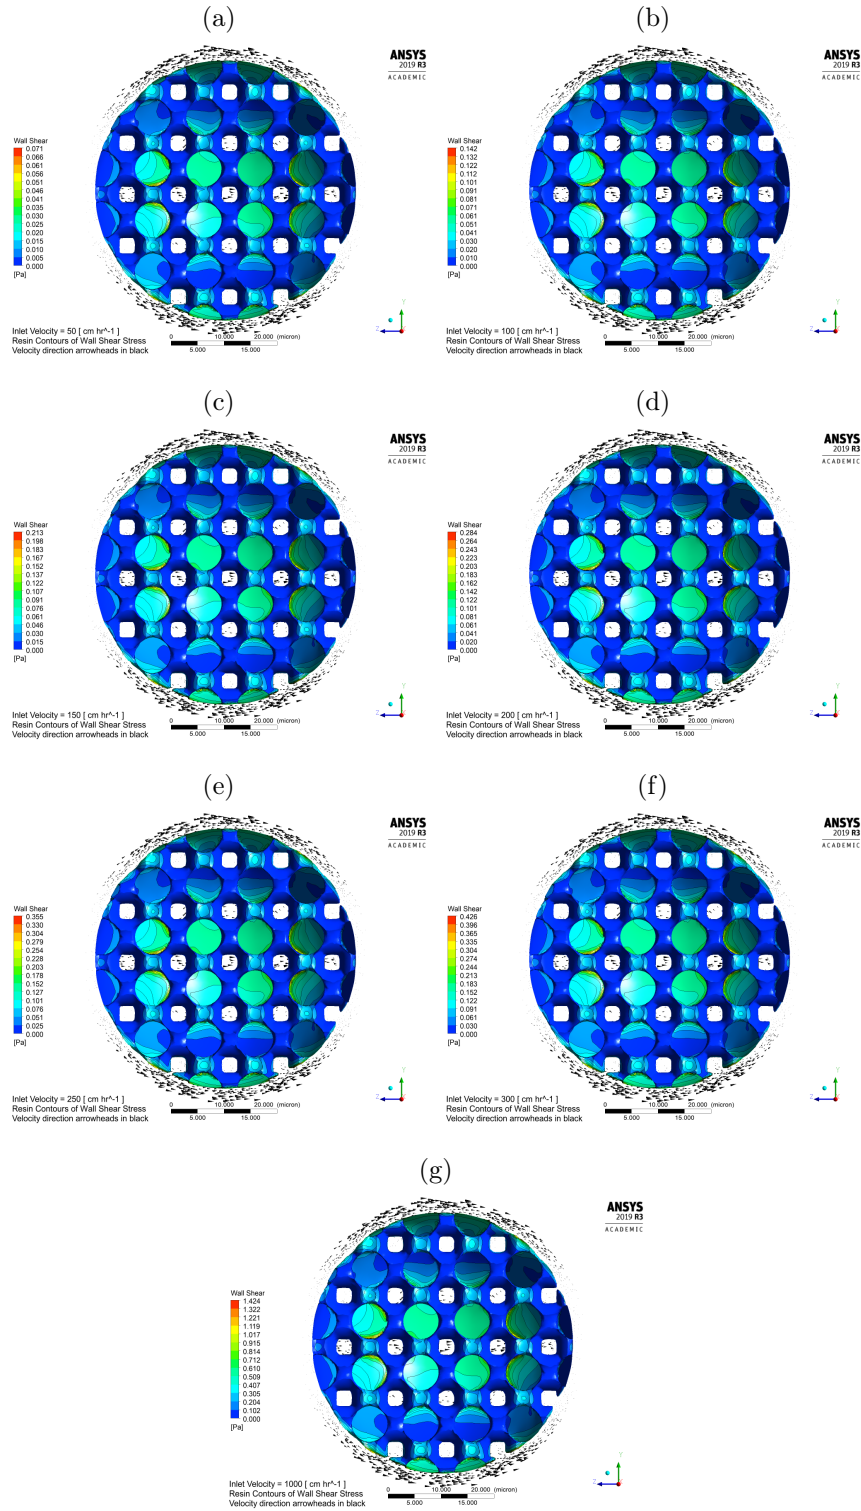 (a)
ANSYS
2019 R3
ACADEMIC
Wall Shear
0.071
0.066
0.061
0.056
0.051
0.046
0.041
0.035
0.030
0.025
0.020
0.015
0.010
0.005
0.000
[Pa]
Inlet Velocity = 50 [ cm hr^-1 ]
Resin Contours of Wall Shear Stress
Velocity direction arrowheads in black
0 10.000 20.000 (micron)
5.000 15.000
Y
Z
(b)
ANSYS
2019 R3
ACADEMIC
Wall Shear
0.142
0.132
0.122
0.112
0.101
0.091
0.081
0.071
0.061
0.051
0.041
0.030
0.020
0.010
0.000
[Pa]
Inlet Velocity = 100 [ cm hr^-1 ]
Resin Contours of Wall Shear Stress
Velocity direction arrowheads in black
0 10.000 20.000 (micron)
5.000 15.000
Y
Z
(c)
ANSYS
2019 R3
ACADEMIC
Wall Shear
0.213
0.198
0.183
0.167
0.152
0.137
0.122
0.107
0.091
0.076
0.061
0.046
0.030
0.015
0.000
[Pa]
Inlet Velocity = 150 [ cm hr^-1 ]
Resin Contours of Wall Shear Stress
Velocity direction arrowheads in black
0 10.000 20.000 (micron)
5.000 15.000
Y
Z
(d)
ANSYS
2019 R3
ACADEMIC
Wall Shear
0.284
0.264
0.243
0.223
0.203
0.183
0.162
0.142
0.122
0.101
0.081
0.061
0.041
0.020
0.000
[Pa]
Inlet Velocity = 200 [ cm hr^-1 ]
Resin Contours of Wall Shear Stress
Velocity direction arrowheads in black
0 10.000 20.000 (micron)
5.000 15.000
Y
Z
(e)
ANSYS
2019 R3
ACADEMIC
Wall Shear
0.355
0.330
0.304
0.279
0.254
0.228
0.203
0.178
0.152
0.127
0.101
0.076
0.051
0.025
0.000
[Pa]
Inlet Velocity = 250 [ cm hr^-1 ]
Resin Contours of Wall Shear Stress
Velocity direction arrowheads in black
0 10.000 20.000 (micron)
5.000 15.000
Y
Z
(f)
ANSYS
2019 R3
ACADEMIC
Wall Shear
0.426
0.396
0.365
0.335
0.304
0.274
0.244
0.213
0.183
0.152
0.122
0.091
0.061
0.030
0.000
[Pa]
Inlet Velocity = 300 [ cm hr^-1 ]
Resin Contours of Wall Shear Stress
Velocity direction arrowheads in black
0 10.000 20.000 (micron)
5.000 15.000
Y
Z
(g)
ANSYS
2019 R3
ACADEMIC
Wall Shear
1.424
1.322
1.221
1.119
1.017
0.915
0.814
0.712
0.610
0.509
0.407
0.305
0.204
0.102
0.000
[Pa]
Inlet Velocity = 1000 [ cm hr^-1 ]
Resin Contours of Wall Shear Stress
Velocity direction arrowheads in black
0 10.000 20.000 (micron)
5.000 15.000
Y
Z